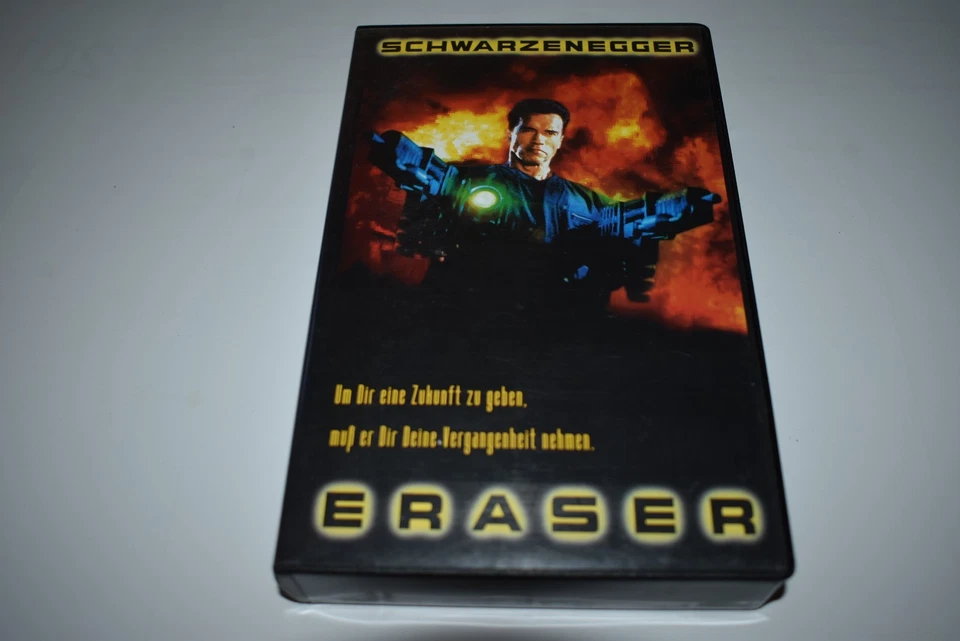 SCHWARZENEGGER
Um Dir eine Zukunft zu geben,
muß er Dir Deine Vergangenheit nehmen.
ERASER